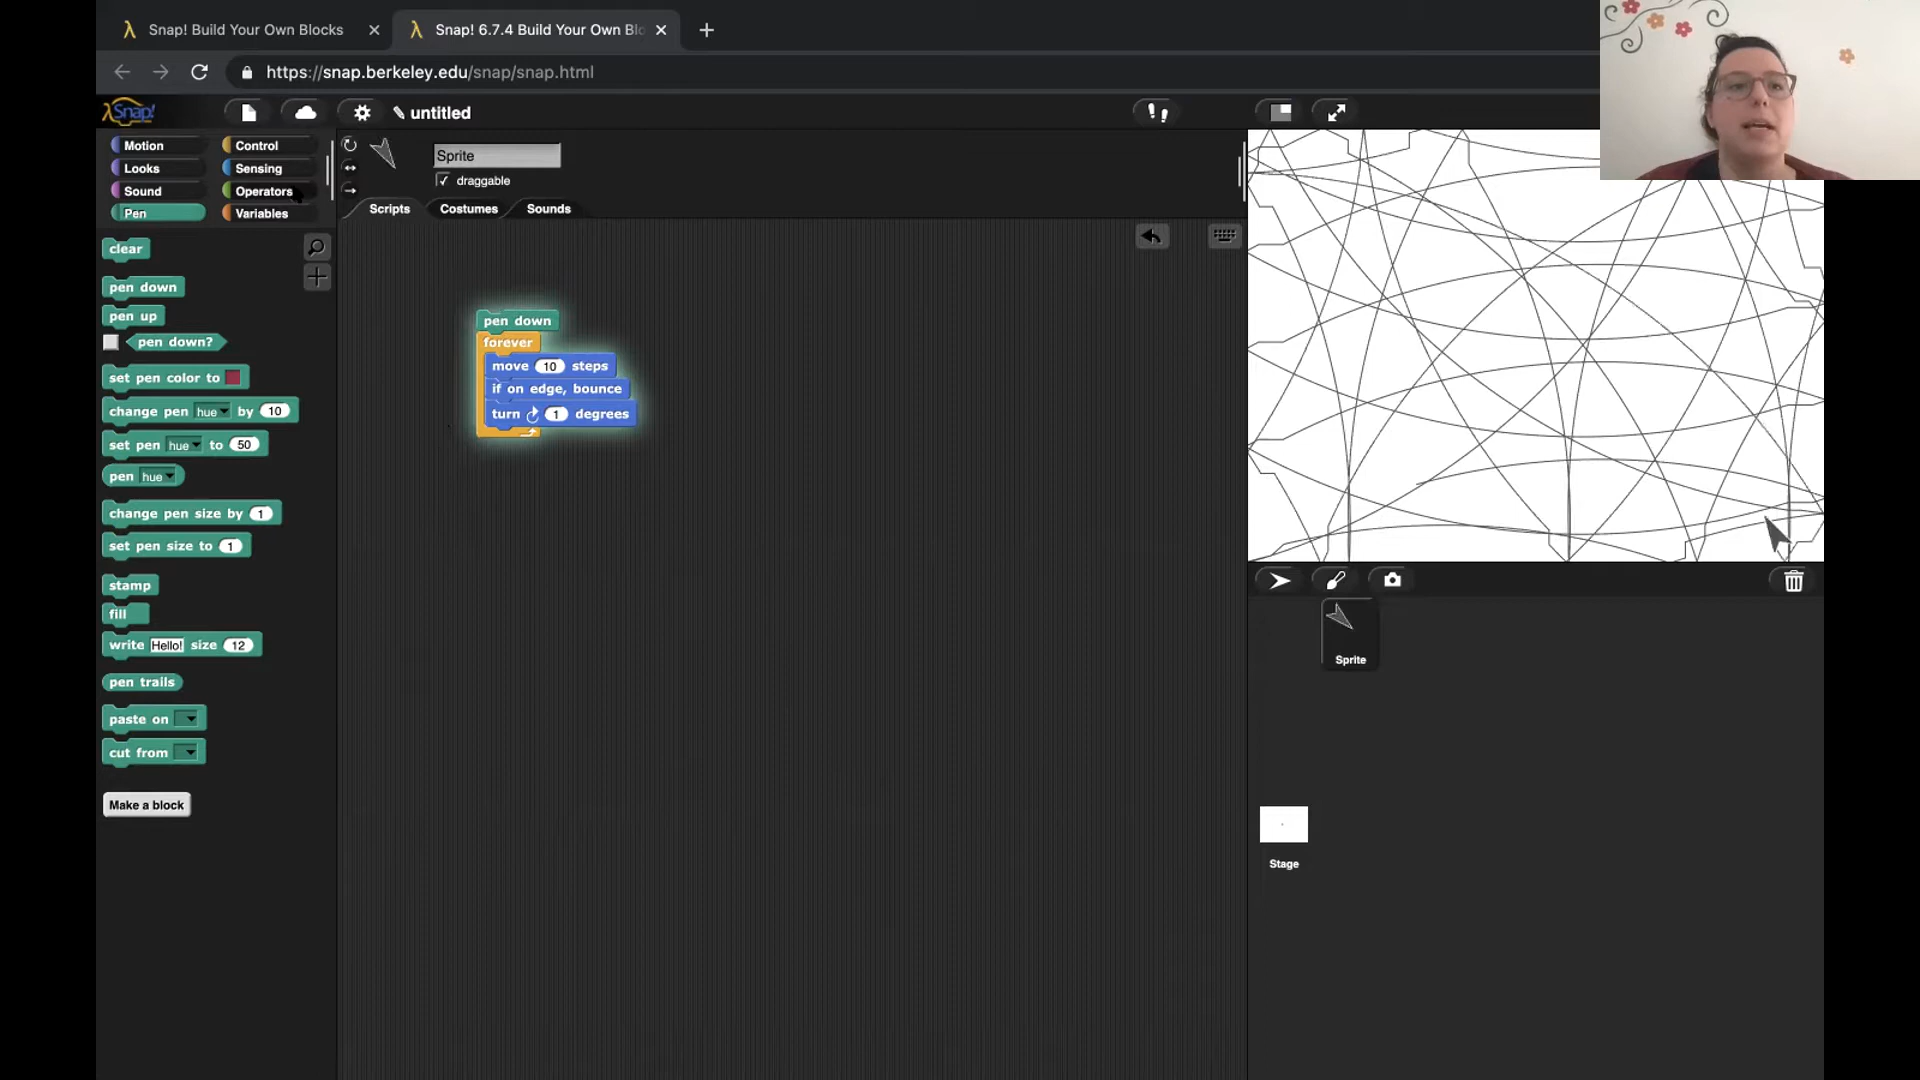 Snap! Build Your Own Blocks
Snap! 6.7.4 Build Your Own Blo
https://snap.berkeley.edu/snap/snap.html
Snap!
untitled
Motion
Control
Looks
Sensing
Sound
Operators
Pen
Variables
Sprite
draggable
Scripts
Costumes
Sounds
clear
pen down
pen up
pen down?
set pen color to
change pen hue by 10
set pen hue to 50
pen hue
change pen size by 1
set pen size to 1
stamp
fill
write Hello! size 12
pen trails
paste on
cut from
Make a block
pen down
forever
move 10 steps
if on edge, bounce
turn 1 degrees
Sprite
Stage